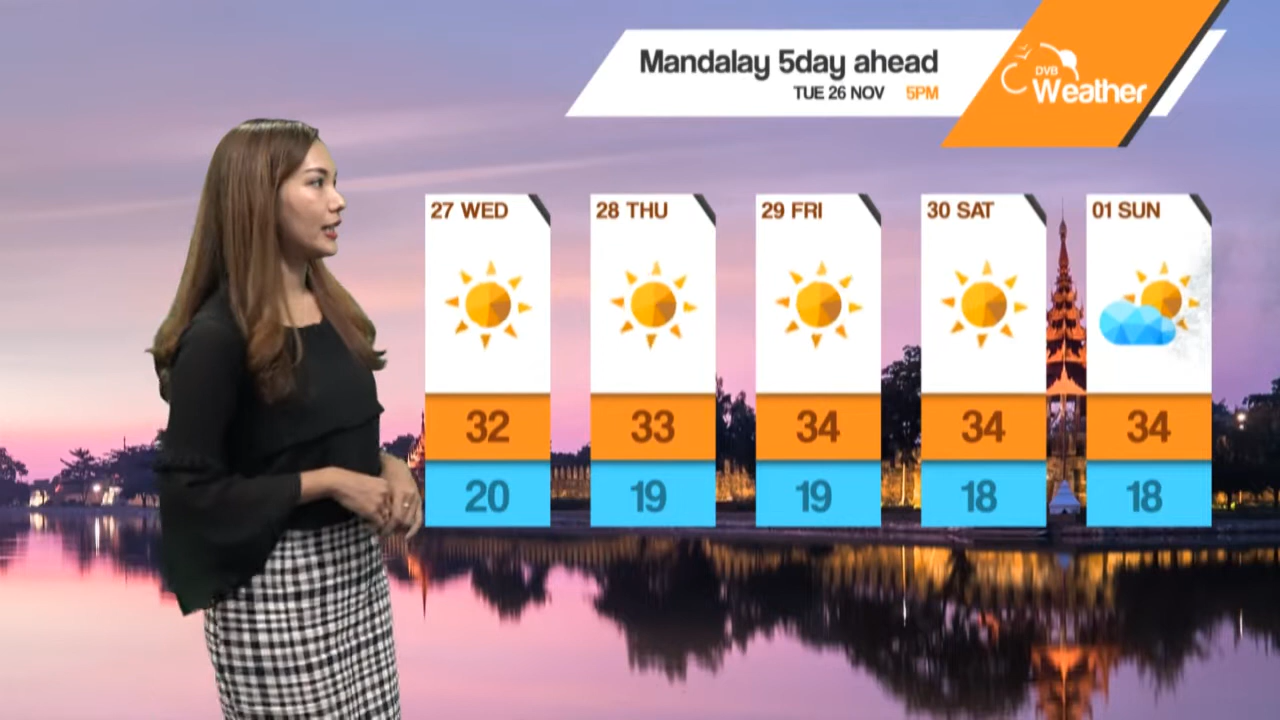 Mandalay 5day ahead
TUE 26 NOV 5PM
DVB
Weather
27 WED
28 THU
29 FRI
30 SAT
01 SUN
32
33
34
34
34
20
19
19
18
18